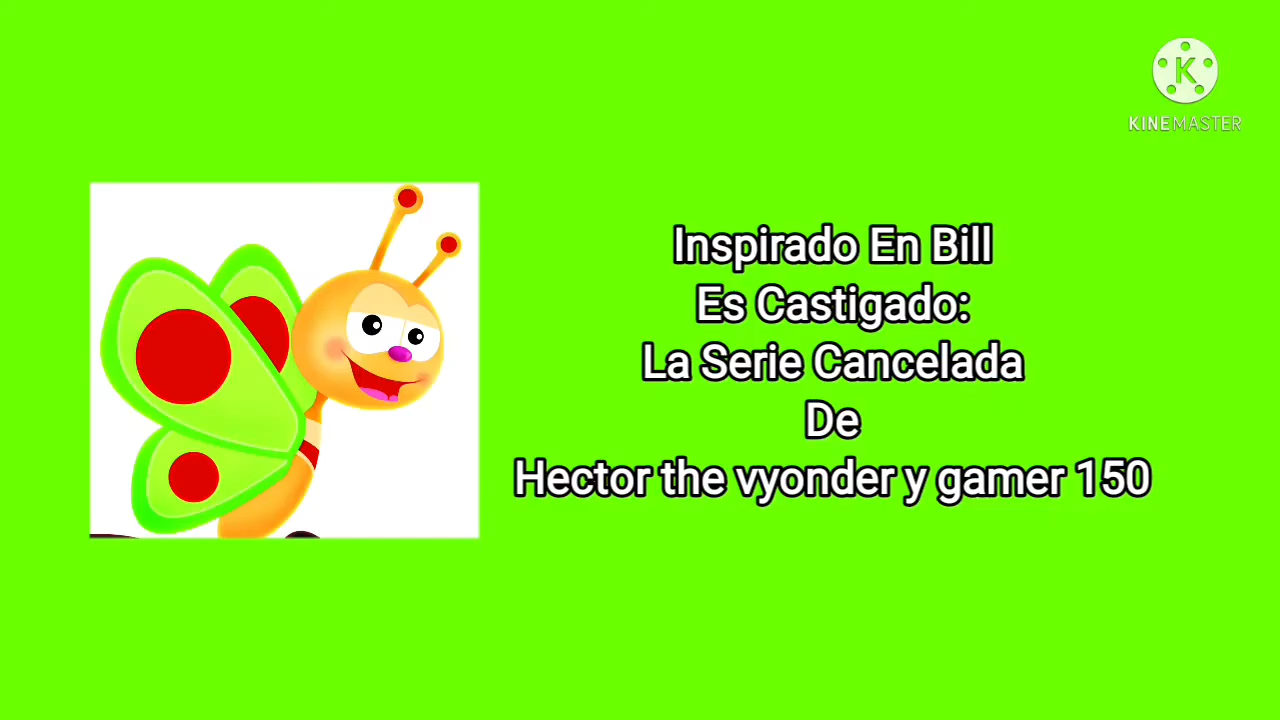 K
KINEMASTER
Inspirado En Bill
Es Castigado:
La Serie Cancelada
De
Hector the vyonder y gamer 150